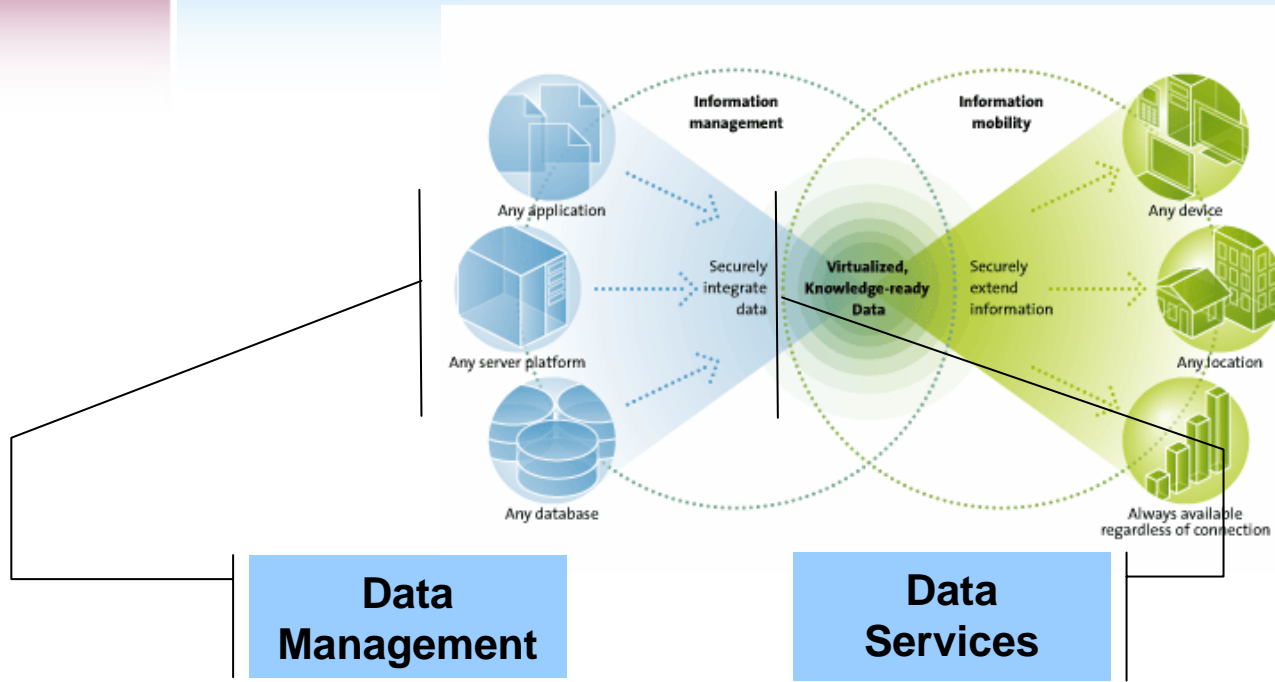 Information
management
Information
mobility
Any application
Any device
Securely
integrate
data
Virtualized,
Knowledge-ready
Data
Securely
extend
information
Any server platform
Any location
Any database
Always available
regardless of connection
Data
Management
Data
Services